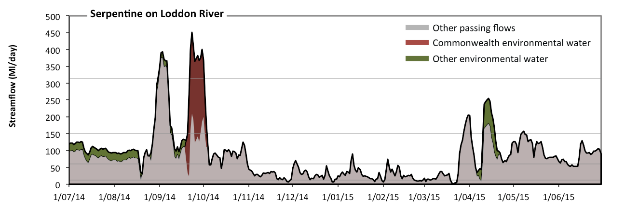 Serpentine on Loddon River
Streamflow (Ml/day)
500
450
400
350
300
250
200
150
100
50
0
Other passing flows
Commonwealth environmental water
Other environmental water
1/07/14 1/08/14 1/09/14 1/10/14 1/11/14 1/12/14 1/01/15 1/02/15 1/03/15 1/04/15 1/05/15 1/06/15